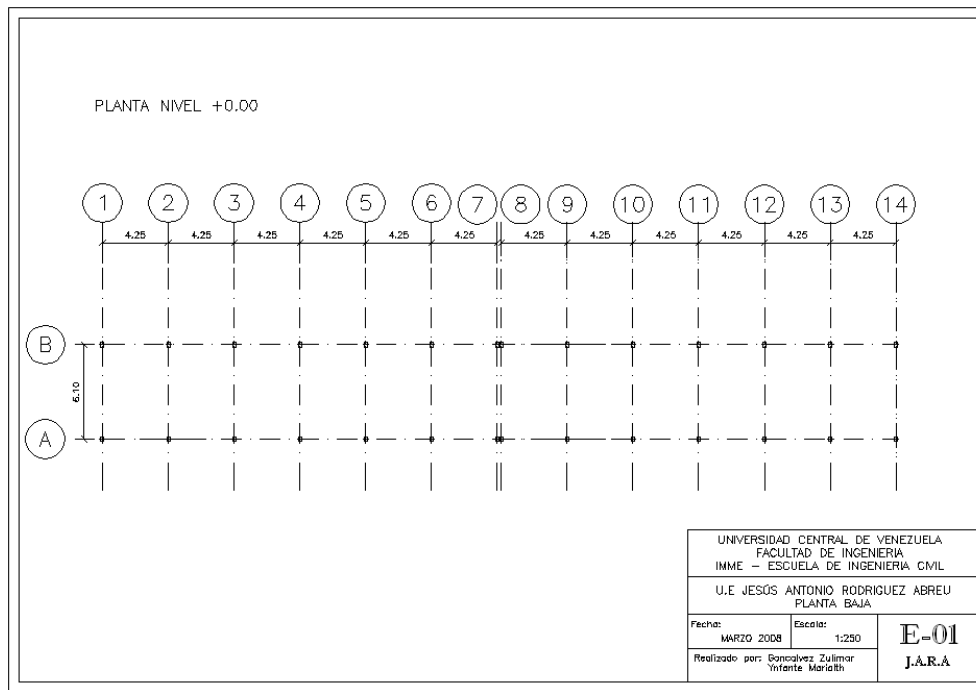 PLANTA NIVEL +0.00
1 2 3 4 5 6 7 8 9 10 11 12 13 14
4.25 4.25 4.25 4.25 4.25 4.25 4.25 4.25 4.25 4.25 4.25 4.25
B
6.10
A
UNIVERSIDAD CENTRAL DE VENEZUELA
FACULTAD DE INGENIERIA
IMME - ESCUELA DE INGENIERIA CIVIL
U.E JESÚS ANTONIO RODRIGUEZ ABREU
PLANTA BAJA
Fecha:
MARZO 2008
Escala:
1:250
E-01
J.A.R.A
Realizado por: Goncalvez Zulimar
Ynfante Marialth